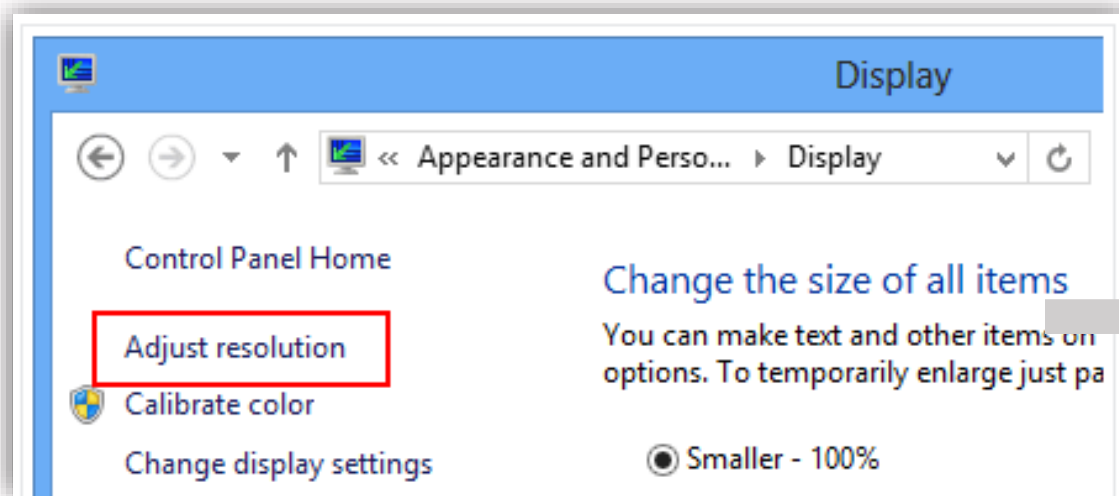 Display
« Appearance and Perso... ▸ Display
Control Panel Home
Adjust resolution
Calibrate color
Change display settings
Change the size of all items
You can make text and other items on
options. To temporarily enlarge just pa
Smaller - 100%